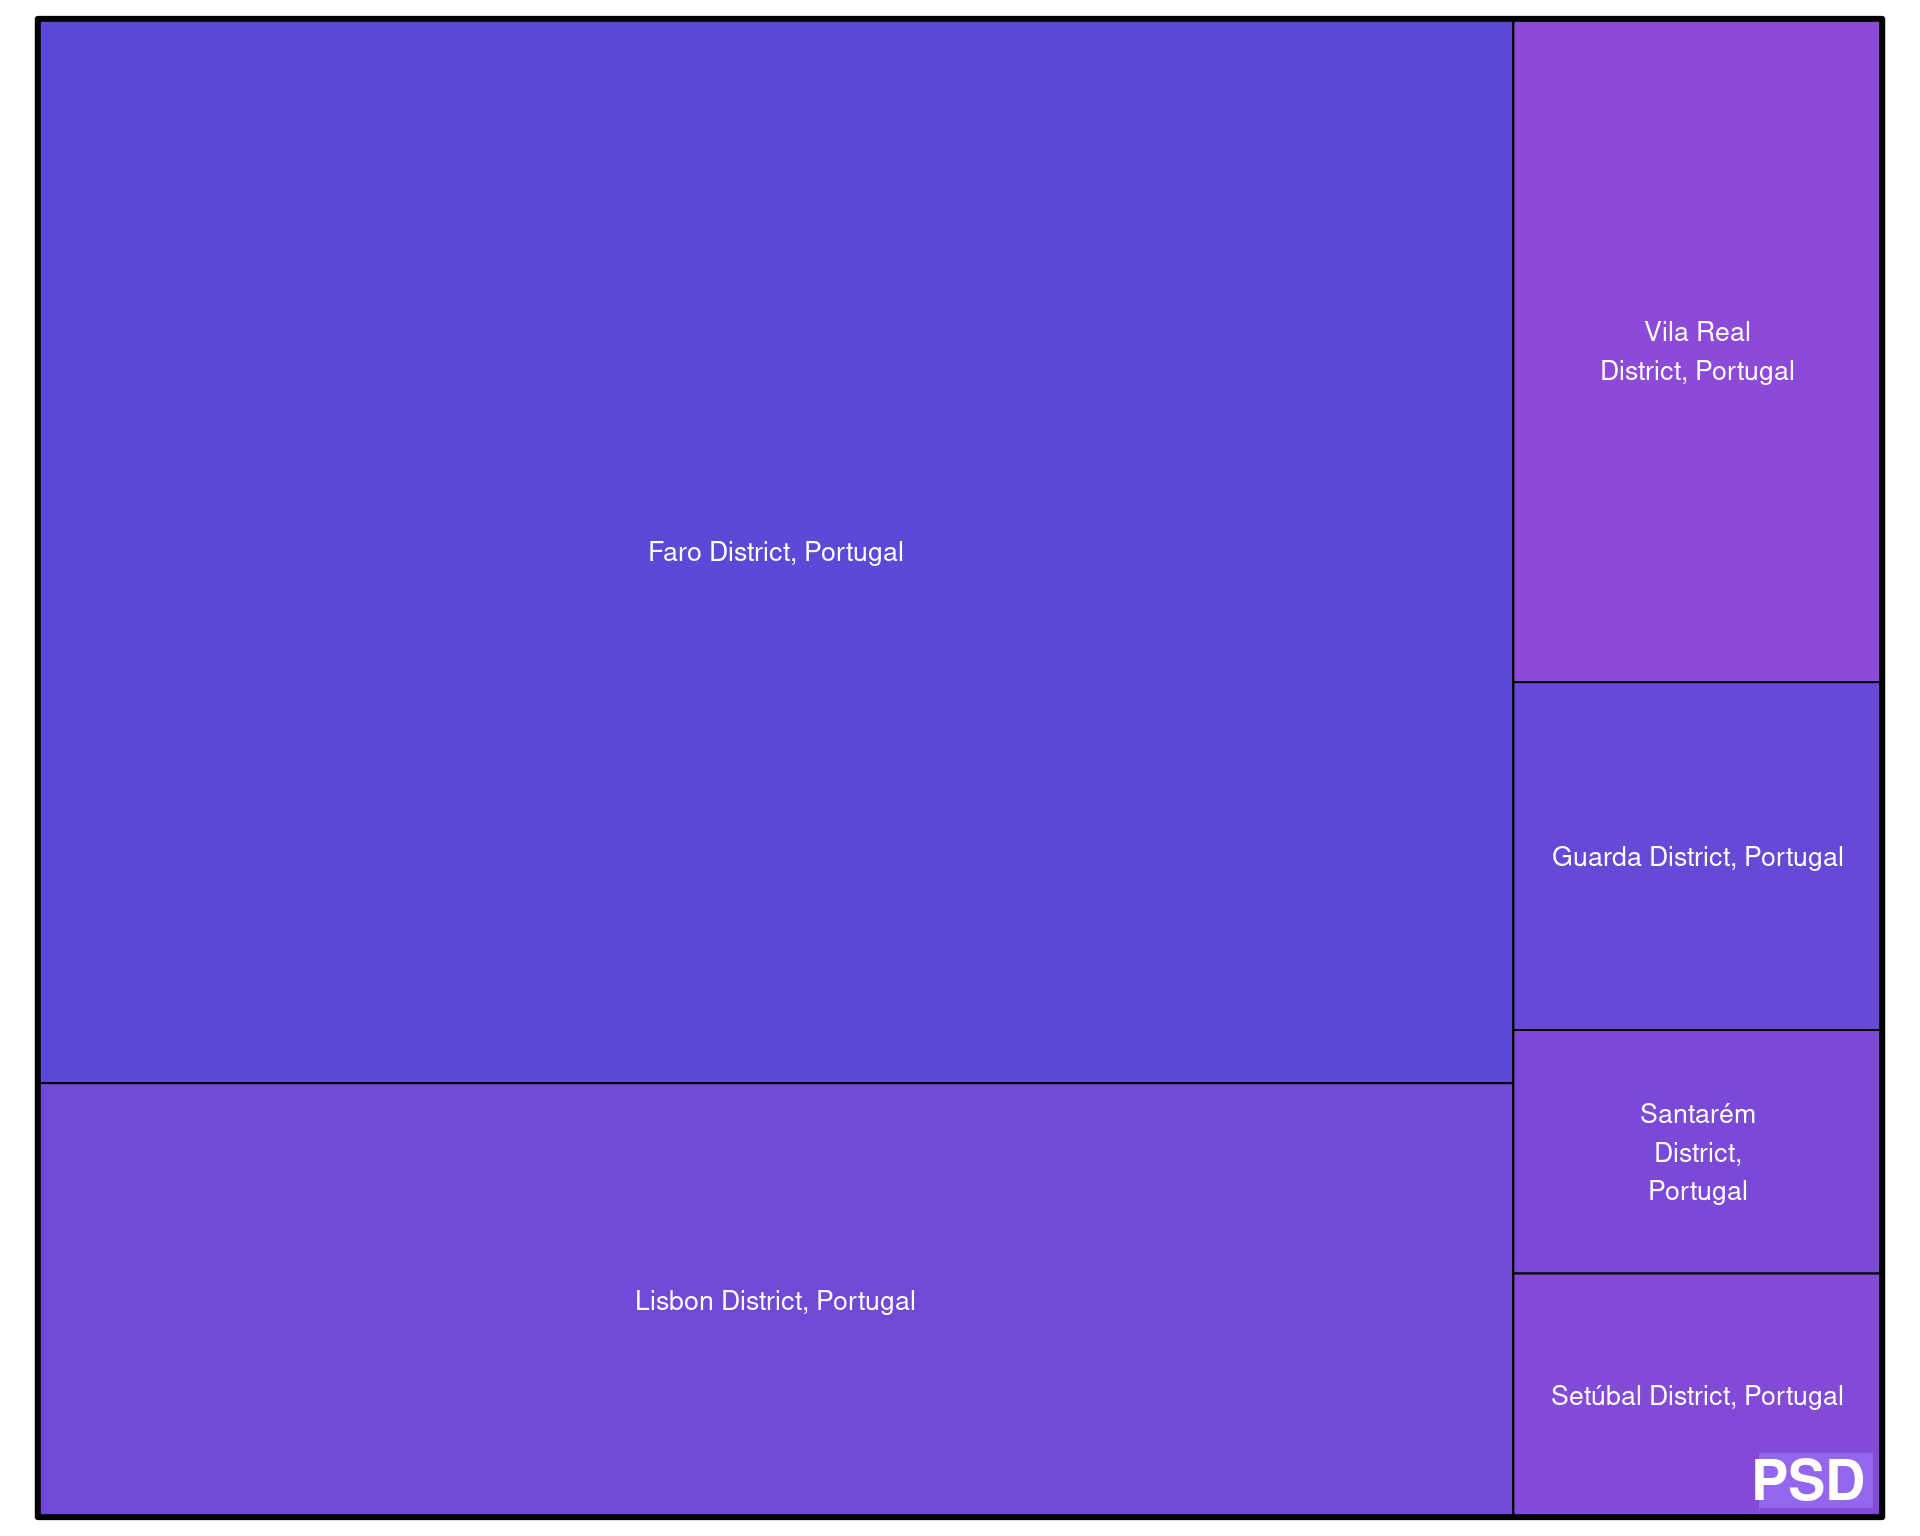 Faro District, Portugal
Lisbon District, Portugal
Vila Real
District, Portugal
Guarda District, Portugal
Santarém
District,
Portugal
Setúbal District, Portugal
PSD